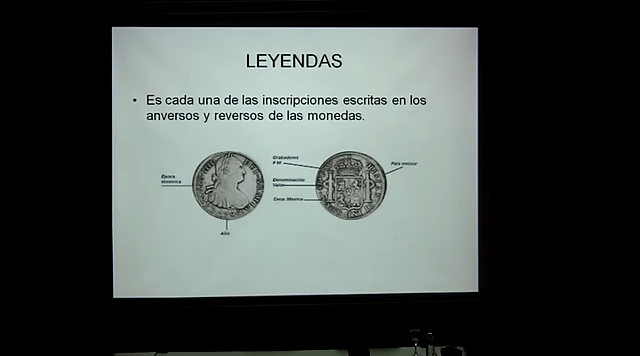 LEYENDAS
• Es cada una de las inscripciones escritas en los
anversos y reversos de las monedas.
Época
Histórica
Año
Grabadores
F M
Denominación
Valor
Ceca: Mexico
País emisor